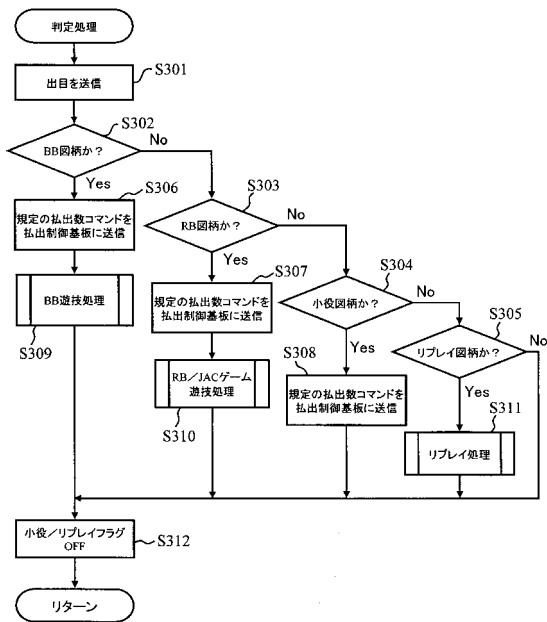 判定処理
S301
出目を送信
S302
BB図柄か？
No
Yes
S306
規定の払出数コマンドを
払出制御基板に送信
BB遊技処理
S309
S303
RB図柄か？
No
Yes
S307
規定の払出数コマンドを
払出制御基板に送信
RB／JACゲーム
遊技処理
S310
S304
小役図柄か？
No
Yes
S308
規定の払出数コマンドを
払出制御基板に送信
S305
リプレイ図柄か？
No
Yes
S311
リプレイ処理
小役／リプレイフラグ
OFF
S312
リターン